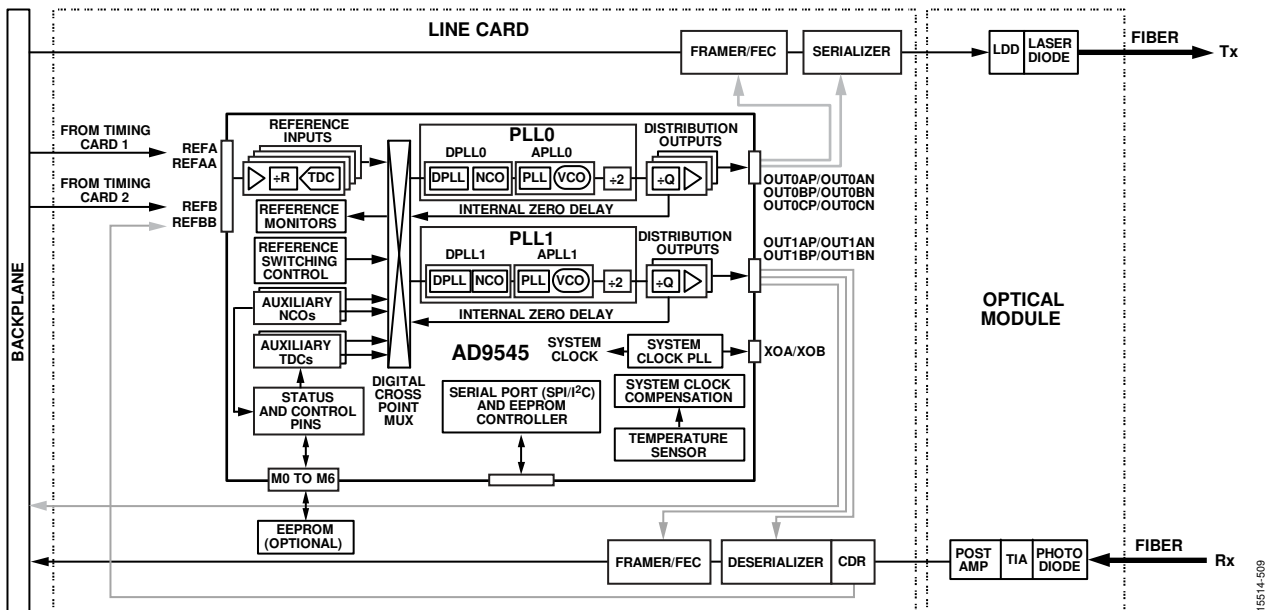 LINE CARD
FRAMER/FEC
SERIALIZER
LDD
LASER
DIODE
FIBER
Tx
BACKPLANE
FROM TIMING
CARD 1
REFA
REFAA
FROM TIMING
CARD 2
REFB
REFBB
REFERENCE
INPUTS
÷R
TDC
REFERENCE
MONITORS
REFERENCE
SWITCHING
CONTROL
AUXILIARY
NCOs
AUXILIARY
TDCs
STATUS
AND CONTROL
PINS
M0 TO M6
EEPROM
(OPTIONAL)
DIGITAL
CROSS
POINT
MUX
PLL0
DPLL0
APLL0
DPLL
NCO
PLL
VCO
÷2
DISTRIBUTION
OUTPUTS
÷Q
INTERNAL ZERO DELAY
OUT0AP/OUT0AN
OUT0BP/OUT0BN
OUT0CP/OUT0CN
PLL1
DPLL1
APLL1
DPLL
NCO
PLL
VCO
÷2
DISTRIBUTION
OUTPUTS
÷Q
INTERNAL ZERO DELAY
OUT1AP/OUT1AN
OUT1BP/OUT1BN
AD9545
SYSTEM
CLOCK
SYSTEM
CLOCK PLL
XOA/XOB
SERIAL PORT (SPI/I²C)
AND EEPROM
CONTROLLER
SYSTEM CLOCK
COMPENSATION
TEMPERATURE
SENSOR
OPTICAL
MODULE
FRAMER/FEC
DESERIALIZER
CDR
POST
AMP
TIA
PHOTO
DIODE
FIBER
Rx
15514-509